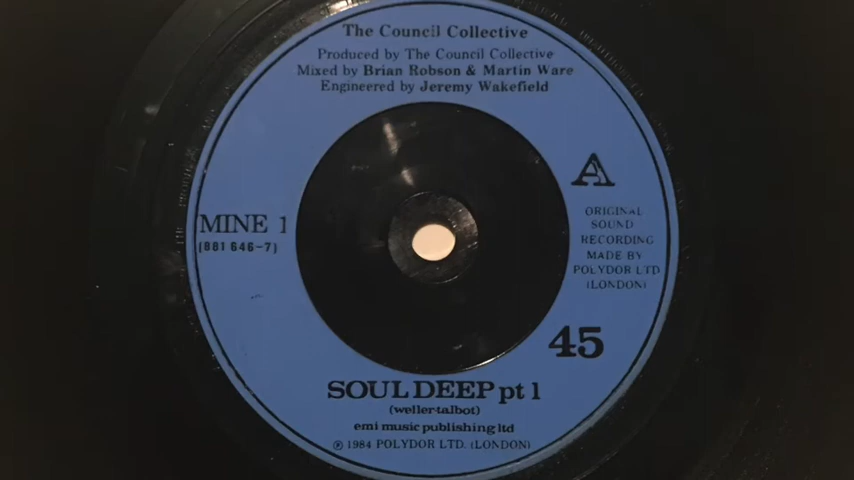 The Council Collective
Produced by The Council Collective
Mixed by Brian Robson & Martin Ware
Engineered by Jeremy Wakefield
A
MINE 1
(881 646-7)
ORIGINAL
SOUND
RECORDING
MADE BY
POLYDOR LTD
(LONDON)
45
SOUL DEEP pt 1
(weller-talbot)
emi music publishing ltd
℗ 1984 POLYDOR LTD. (LONDON)